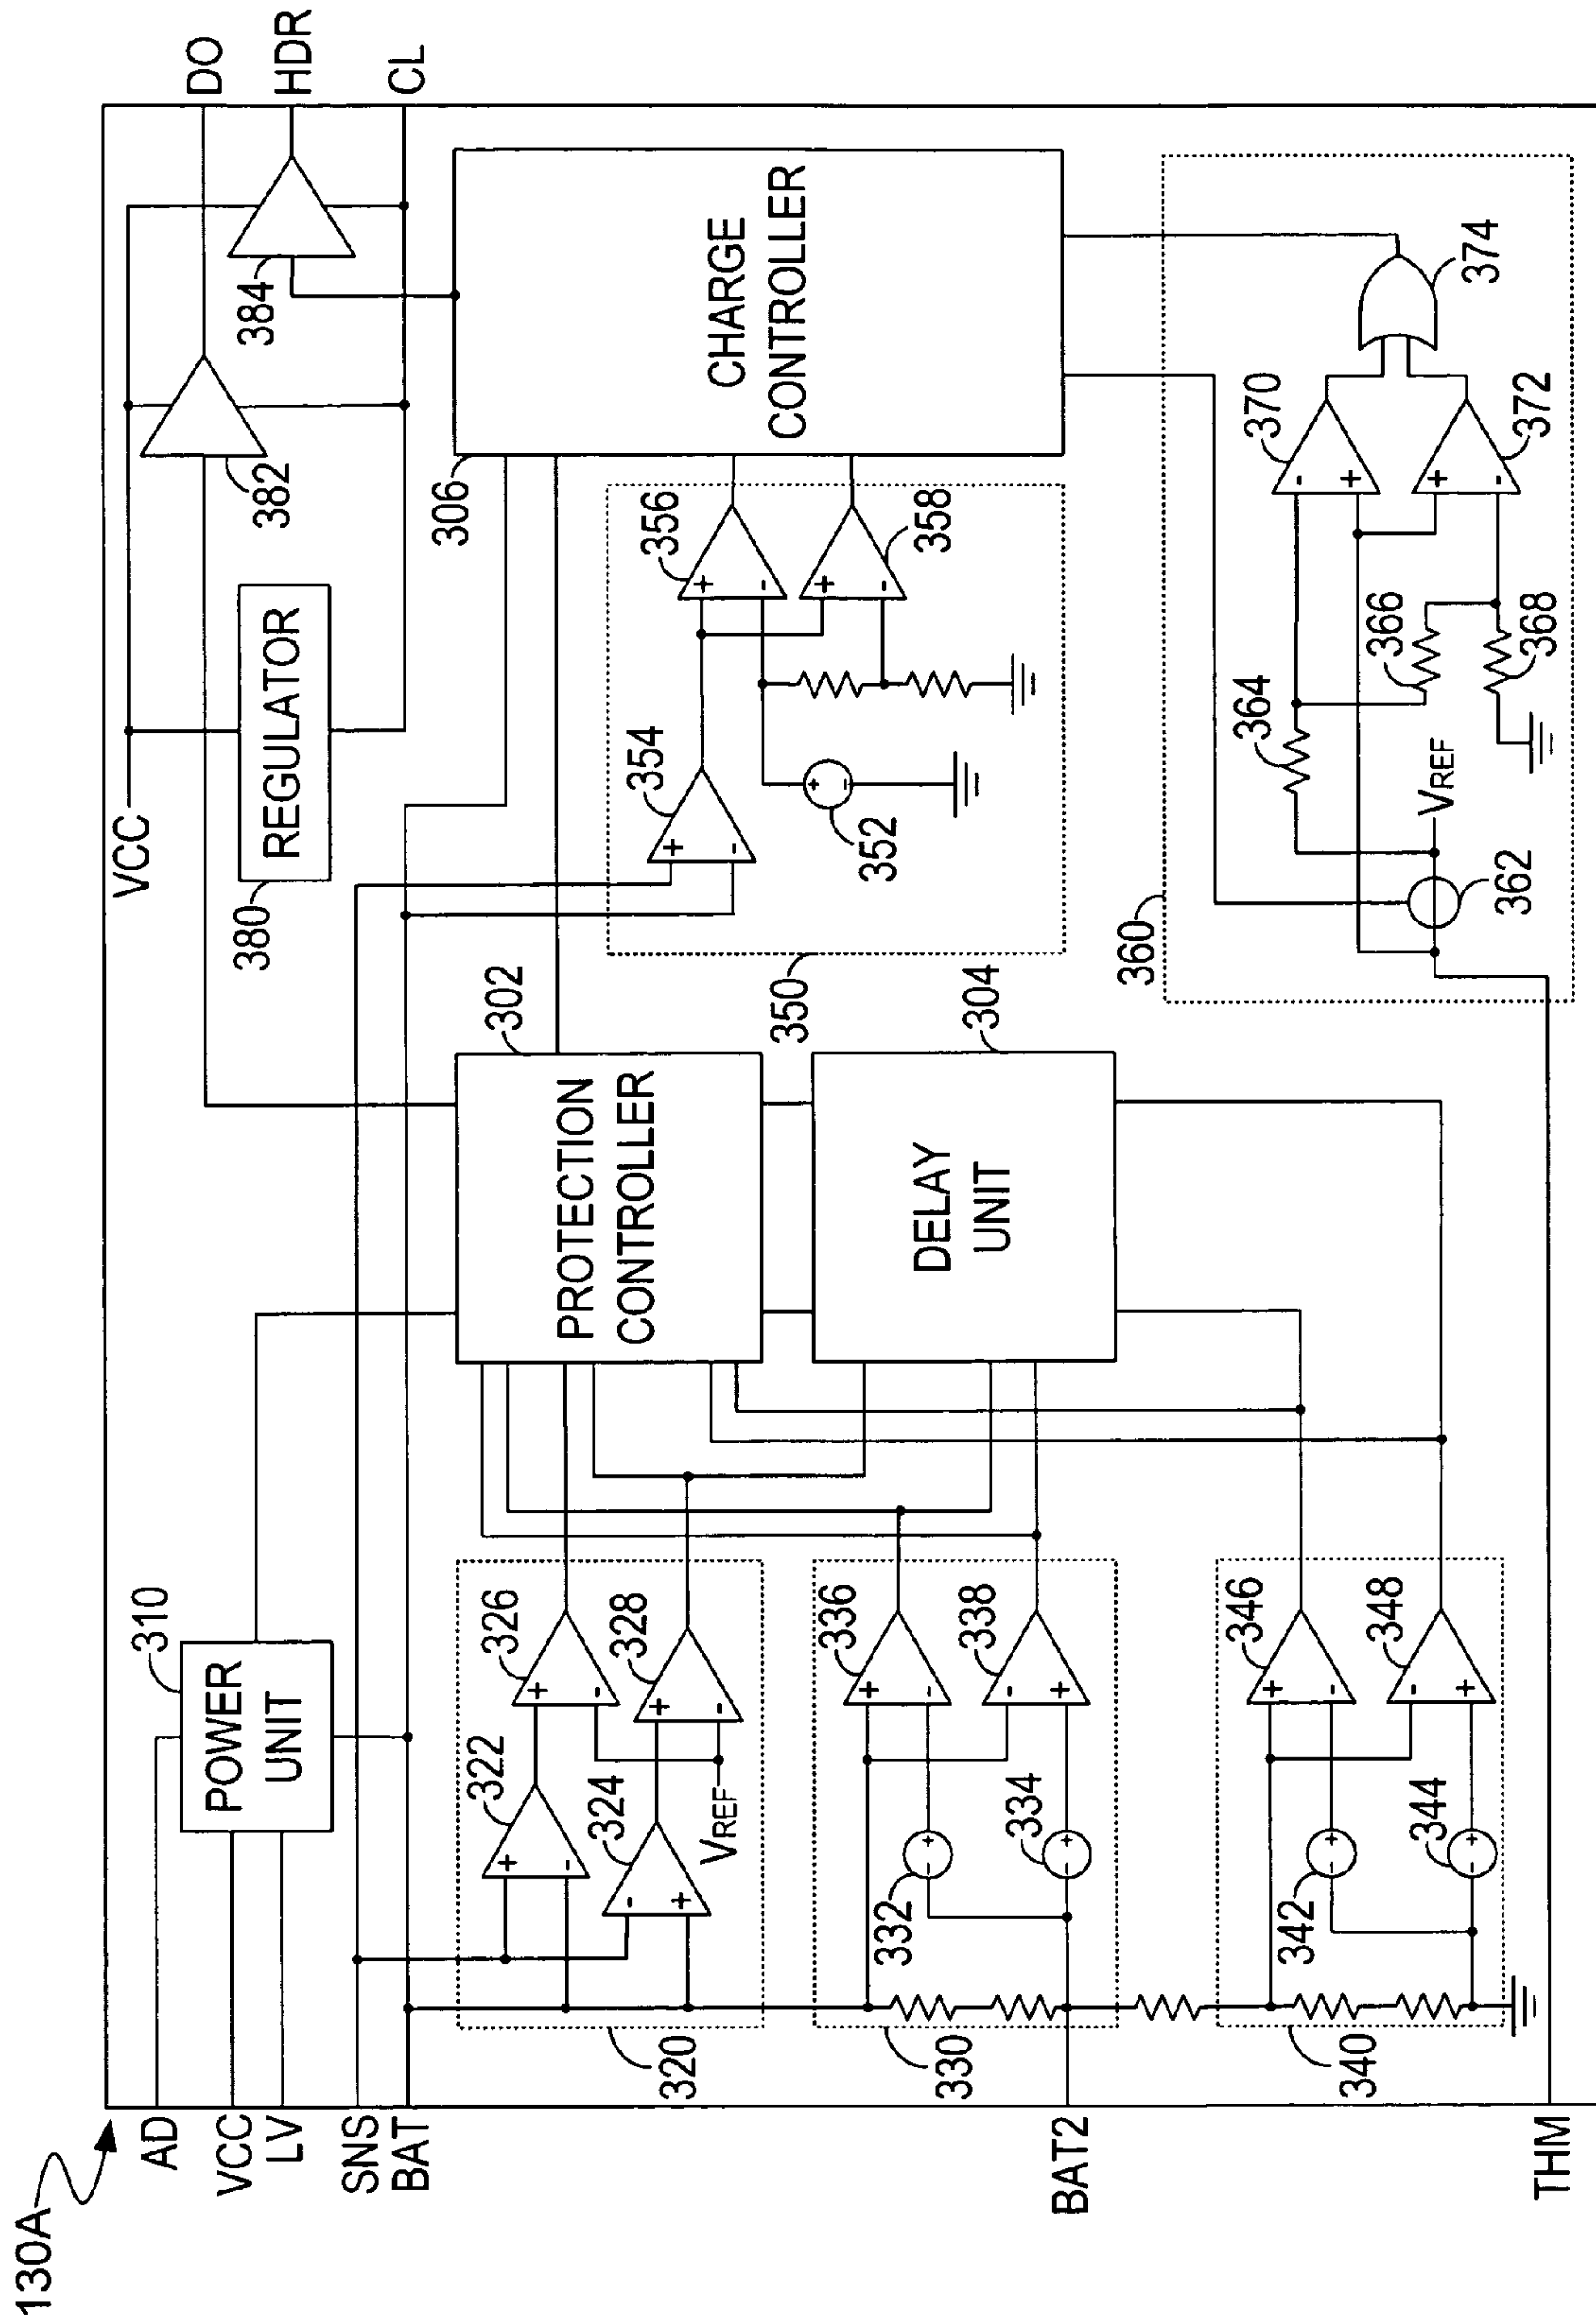 130A
AD
VCC
LV
SNS
BAT
BAT2
THM
310
POWER
UNIT
VCC
380
REGULATOR
382
384
DO
HDR
CL
302
PROTECTION
CONTROLLER
304
DELAY
UNIT
306
CHARGE
CONTROLLER
320
322
+
-
324
-
+
326
+
-
328
+
-
VREF
330
332
- +
334
- +
336
+
-
338
-
+
340
342
- +
344
- +
346
+
-
348
-
+
350
352
+
-
354
+
-
356
+
-
358
+
-
360
362
VREF
364
366
368
370
-
+
372
+
-
374